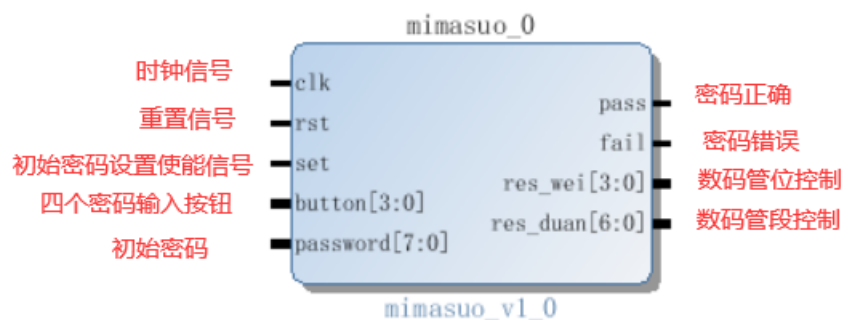 mimasuo_0
时钟信号
clk
重置信号
rst
初始密码设置使能信号
set
四个密码输入按钮
button[3:0]
初始密码
password[7:0]
pass
密码正确
fail
密码错误
res_wei[3:0]
数码管位控制
res_duan[6:0]
数码管段控制
mimasuo_v1_0